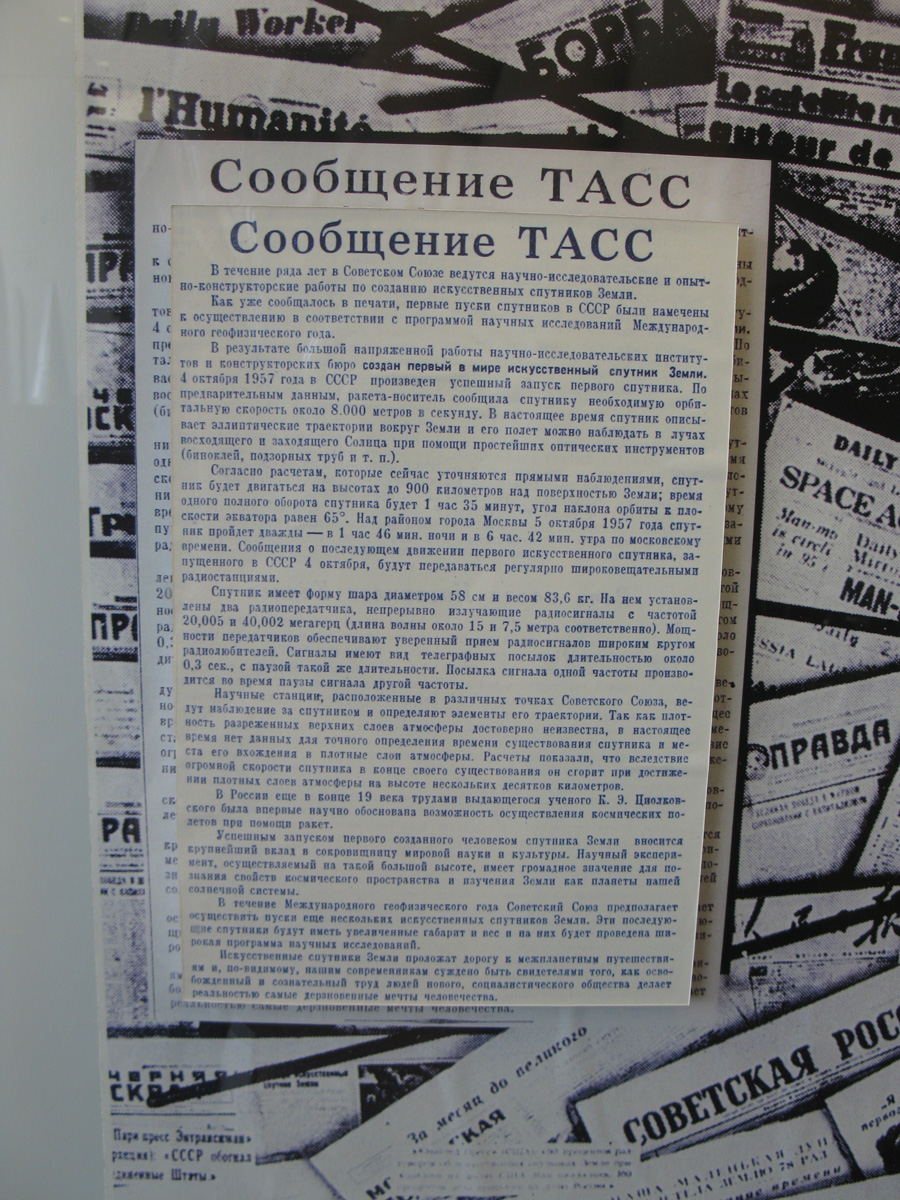 Daily Worker
БОРБА
l'Humanité
Le satellite
autour de
Сообщение ТАСС
Сообщение ТАСС
В течение ряда лет в Советском Союзе ведутся научно-исследовательские и опыт-
но-конструкторские работы по созданию искусственных спутников Земли.
Как уже сообщалось в печати, первые пуски спутников в СССР были намечены
к осуществлению в соответствии с программой научных исследований Международ-
ного геофизического года.
В результате большой напряженной работы научно-исследовательских институ-
тов и конструкторских бюро создан первый в мире искусственный спутник Земли.
4 октября 1957 года в СССР произведен успешный запуск первого спутника. По
предварительным данным, ракета-носитель сообщила спутнику необходимую орби-
тальную скорость около 8.000 метров в секунду. В настоящее время спутник описы-
вает эллиптические траектории вокруг Земли и его полет можно наблюдать в лучах
восходящего и заходящего Солнца при помощи простейших оптических инструментов
(биноклей, подзорных труб и т. п.).
Согласно расчетам, которые сейчас уточняются прямыми наблюдениями, спут-
ник будет двигаться на высотах до 900 километров над поверхностью Земли; время
одного полного оборота спутника будет 1 час 35 минут, угол наклона орбиты к пло-
скости экватора равен 65°. Над районом города Москвы 5 октября 1957 года спут-
ник пройдет дважды — в 1 час 46 мин. ночи и в 6 час. 42 мин. утра по московскому
времени. Сообщения о последующем движении первого искусственного спутника, за-
пущенного в СССР 4 октября, будут передаваться регулярно широковещательными
радиостанциями.
Спутник имеет форму шара диаметром 58 см и весом 83,6 кг. На нем установ-
лены два радиопередатчика, непрерывно излучающие радиосигналы с частотой
20,005 и 40,002 мегагерц (длина волны около 15 и 7,5 метра соответственно). Мощ-
ности передатчиков обеспечивают уверенный прием радиосигналов широким кругом
радиолюбителей. Сигналы имеют вид телеграфных посылок длительностью около
0,3 сек., с паузой такой же длительности. Посылка сигнала одной частоты произво-
дится во время паузы сигнала другой частоты.
Научные станции, расположенные в различных точках Советского Союза, ве-
дут наблюдение за спутником и определяют элементы его траектории. Так как плот-
ность разреженных верхних слоев атмосферы достоверно неизвестна, в настоящее
время нет данных для точного определения времени существования спутника и ме-
ста его вхождения в плотные слои атмосферы. Расчеты показали, что вследствие
огромной скорости спутника в конце своего существования он сгорит при достиже-
нии плотных слоев атмосферы на высоте нескольких десятков километров.
В России еще в конце 19 века трудами выдающегося ученого К. Э. Циолков-
ского была впервые научно обоснована возможность осуществления космических по-
летов при помощи ракет.
Успешным запуском первого созданного человеком спутника Земли вносится
крупнейший вклад в сокровищницу мировой науки и культуры. Научный экспери-
мент, осуществляемый на такой большой высоте, имеет громадное значение для по-
знания свойств космического пространства и изучения Земли как планеты нашей
солнечной системы.
В течение Международного геофизического года Советский Союз предполагает
осуществить пуски еще нескольких искусственных спутников Земли. Эти последую-
щие спутники будут иметь увеличенные габарит и вес и на них будет проведена ши-
рокая программа научных исследований.
Искусственные спутники Земли проложат дорогу к межпланетным путешестви-
ям и, по-видимому, нашим современникам суждено быть свидетелями того, как осво-
божденный и сознательный труд людей нового, социалистического общества делает
реальностью самые дерзновенные мечты человечества.
реальностью самые дерзновенные мечты человечества.
DAILY
SPACE
Man-
Daily
in circl
in 95
MAN-
SSIA
ПРАВДА
За месяц до великого
СОВЕТСКАЯ РОСС
«СССР обогнал
Штаты»